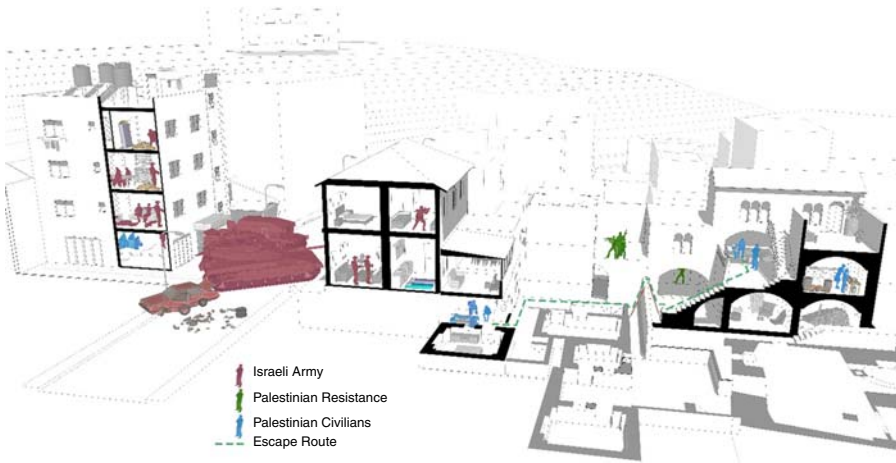 Israeli Army
Palestinian Resistance
Palestinian Civilians
Escape Route